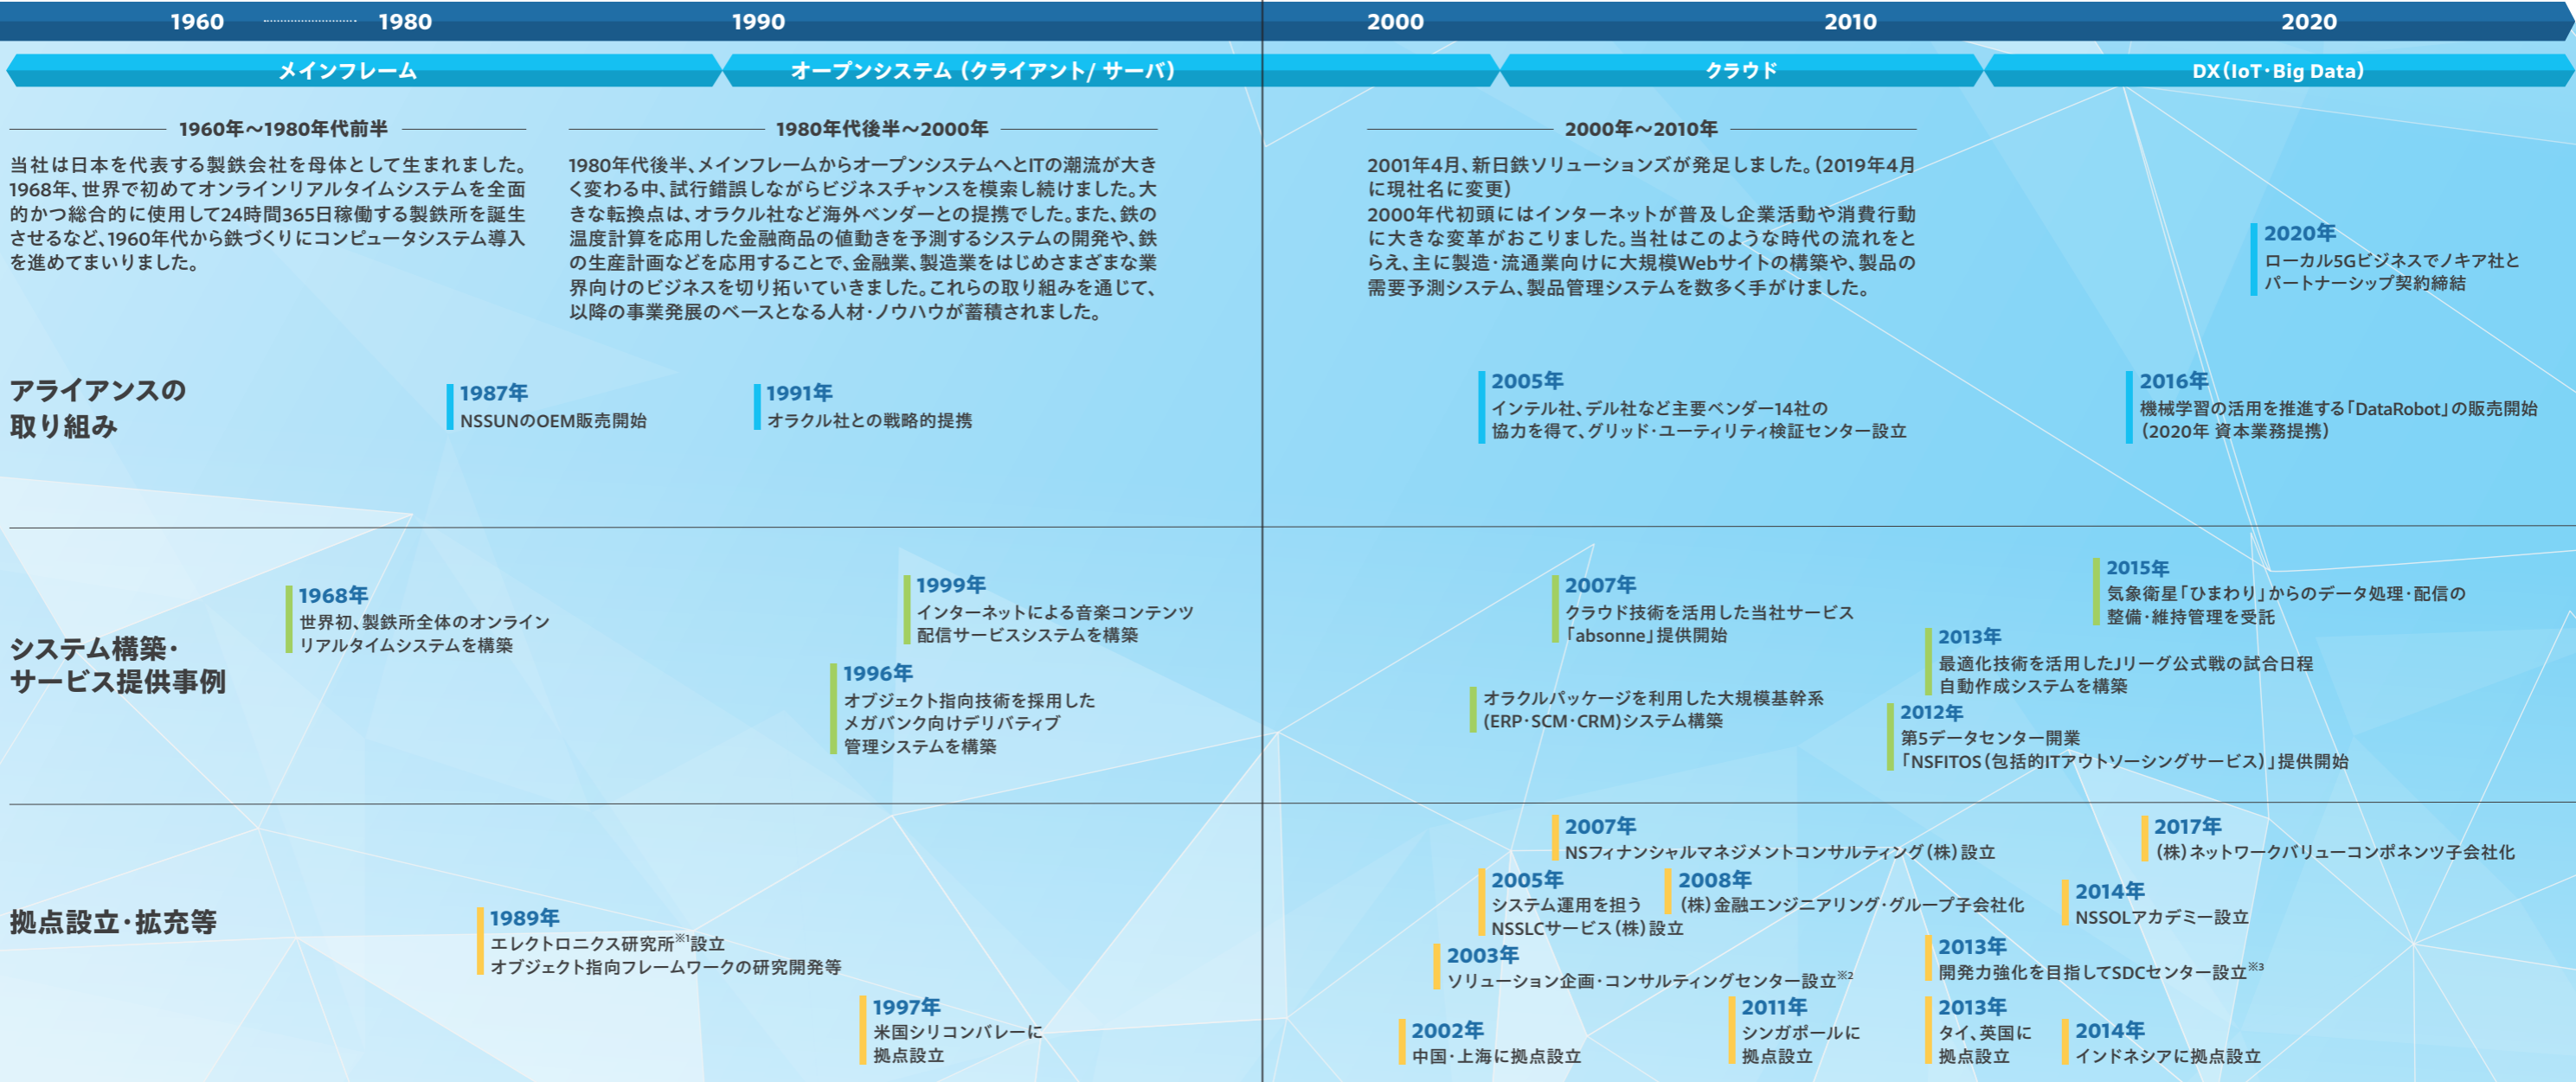 1960 1980 1990 2000 2010 2020
メインフレーム オープンシステム（クライアント/ サーバ） クラウド DX（IoT・Big Data）
1960年〜1980年代前半
当社は日本を代表する製鉄会社を母体として生まれました。
1968年、世界で初めてオンラインリアルタイムシステムを全面
的かつ総合的に使用して24時間365日稼働する製鉄所を誕生
させるなど、1960年代から鉄づくりにコンピュータシステム導入
を進めてまいりました。
1980年代後半〜2000年
1980年代後半、メインフレームからオープンシステムへとITの潮流が大き
く変わる中、試行錯誤しながらビジネスチャンスを模索し続けました。大
きな転換点は、オラクル社など海外ベンダーとの提携でした。また、鉄の
温度計算を応用した金融商品の値動きを予測するシステムの開発や、鉄
の生産計画などを応用することで、金融業、製造業をはじめさまざまな業
界向けのビジネスを切り拓いていきました。これらの取り組みを通じて、
以降の事業発展のベースとなる人材・ノウハウが蓄積されました。
2000年〜2010年
2001年4月、新日鉄ソリューションズが発足しました。（2019年4月
に現社名に変更）
2000年代初頭にはインターネットが普及し企業活動や消費行動
に大きな変革がおこりました。当社はこのような時代の流れをと
らえ、主に製造・流通業向けに大規模Webサイトの構築や、製品の
需要予測システム、製品管理システムを数多く手がけました。
2020年
ローカル5Gビジネスでノキア社と
パートナーシップ契約締結
アライアンスの
取り組み
1987年
NSSUNのOEM販売開始
1991年
オラクル社との戦略的提携
2005年
インテル社、デル社など主要ベンダー14社の
協力を得て、グリッド・ユーティリティ検証センター設立
2016年
機械学習の活用を推進する「DataRobot」の販売開始
（2020年 資本業務提携）
システム構築・
サービス提供事例
1968年
世界初、製鉄所全体のオンライン
リアルタイムシステムを構築
1999年
インターネットによる音楽コンテンツ
配信サービスシステムを構築
1996年
オブジェクト指向技術を採用した
メガバンク向けデリバティブ
管理システムを構築
2007年
クラウド技術を活用した当社サービス
「absonne」提供開始
オラクルパッケージを利用した大規模基幹系
(ERP・SCM・CRM)システム構築
2015年
気象衛星「ひまわり」からのデータ処理・配信の
整備・維持管理を受託
2013年
最適化技術を活用したJリーグ公式戦の試合日程
自動作成システムを構築
2012年
第5データセンター開業
「NSFITOS（包括的ITアウトソーシングサービス）」提供開始
拠点設立・拡充等
1989年
エレクトロニクス研究所※1設立
オブジェクト指向フレームワークの研究開発等
1997年
米国シリコンバレーに
拠点設立
2007年
NSフィナンシャルマネジメントコンサルティング（株）設立
2005年
システム運用を担う
NSSLCサービス（株）設立
2008年
（株）金融エンジニアリング・グループ子会社化
2003年
ソリューション企画・コンサルティングセンター設立※2
2002年
中国・上海に拠点設立
2011年
シンガポールに
拠点設立
2017年
（株）ネットワークバリューコンポネンツ子会社化
2014年
NSSOLアカデミー設立
2013年
開発力強化を目指してSDCセンター設立※3
2013年
タイ、英国に
拠点設立
2014年
インドネシアに拠点設立